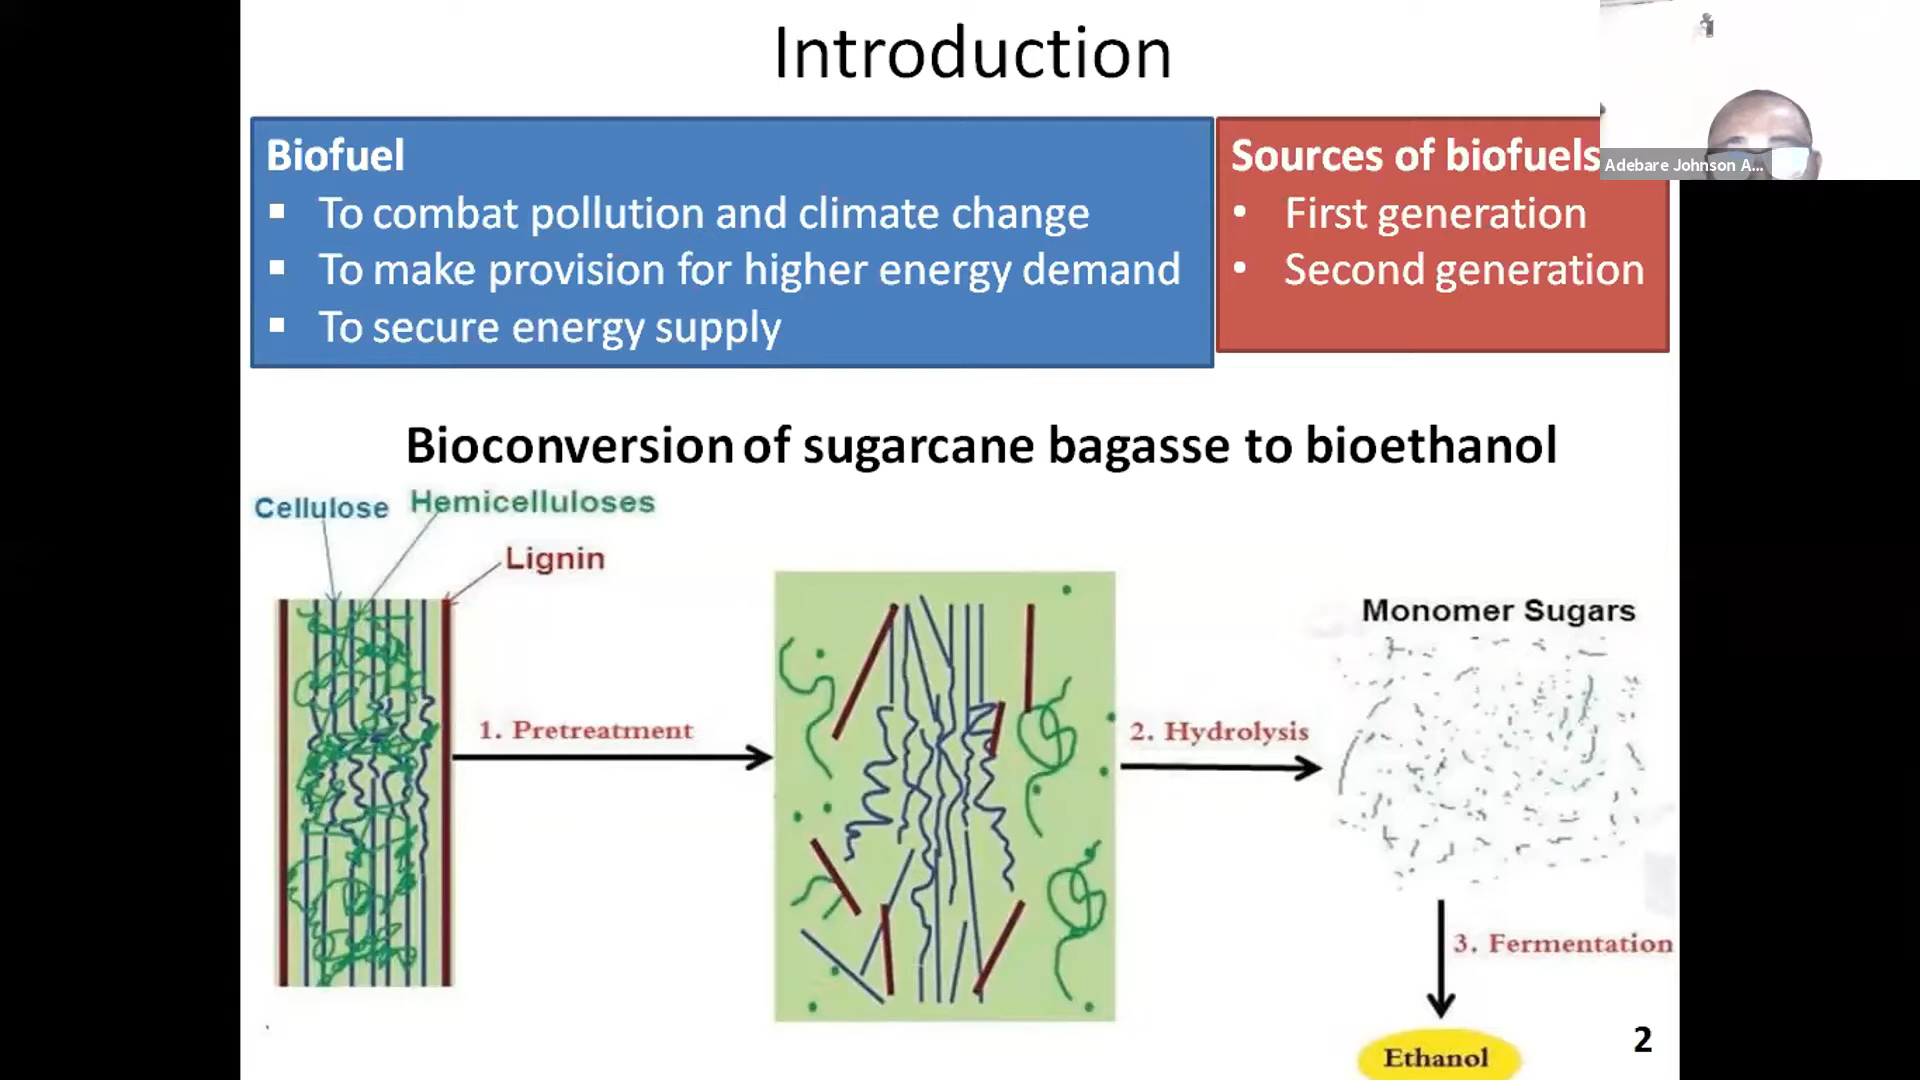 Introduction
Biofuel
To combat pollution and climate change
To make provision for higher energy demand
To secure energy supply
Sources of biofuels
First generation
Second generation
Adebare Johnson A...
Bioconversion of sugarcane bagasse to bioethanol
Cellulose
Hemicelluloses
Lignin
1. Pretreatment
2. Hydrolysis
Monomer Sugars
3. Fermentation
Ethanol
2